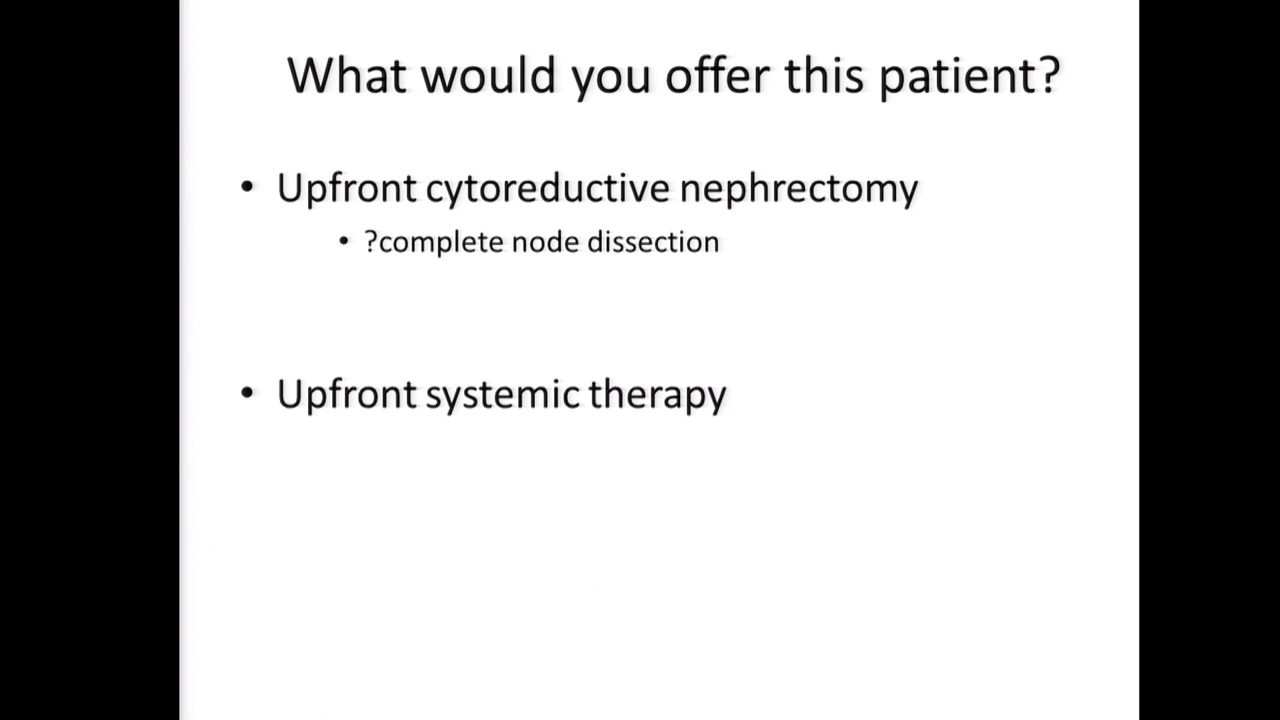 What would you offer this patient?
• Upfront cytoreductive nephrectomy
• ?complete node dissection
• Upfront systemic therapy